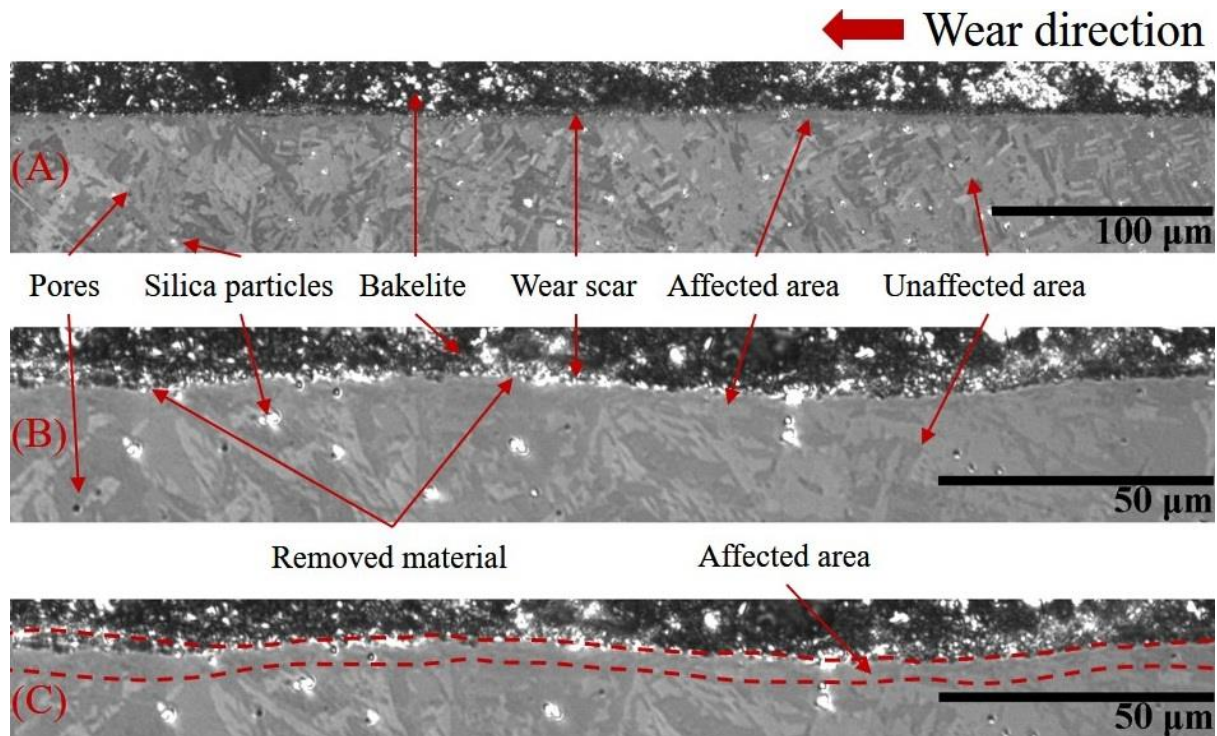 Wear direction
(A)
100 µm
Pores Silica particles Bakelite Wear scar Affected area Unaffected area
(B)
50 µm
Removed material Affected area
(C)
50 µm